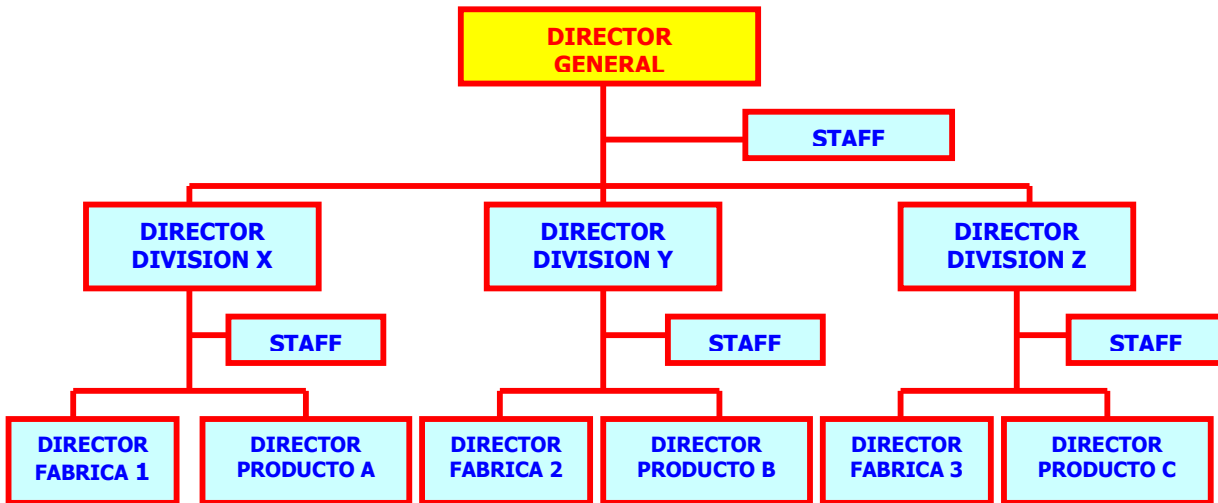 DIRECTOR
GENERAL
STAFF
DIRECTOR
DIVISION X
DIRECTOR
DIVISION Y
DIRECTOR
DIVISION Z
STAFF
STAFF
STAFF
DIRECTOR
FABRICA 1
DIRECTOR
PRODUCTO A
DIRECTOR
FABRICA 2
DIRECTOR
PRODUCTO B
DIRECTOR
FABRICA 3
DIRECTOR
PRODUCTO C